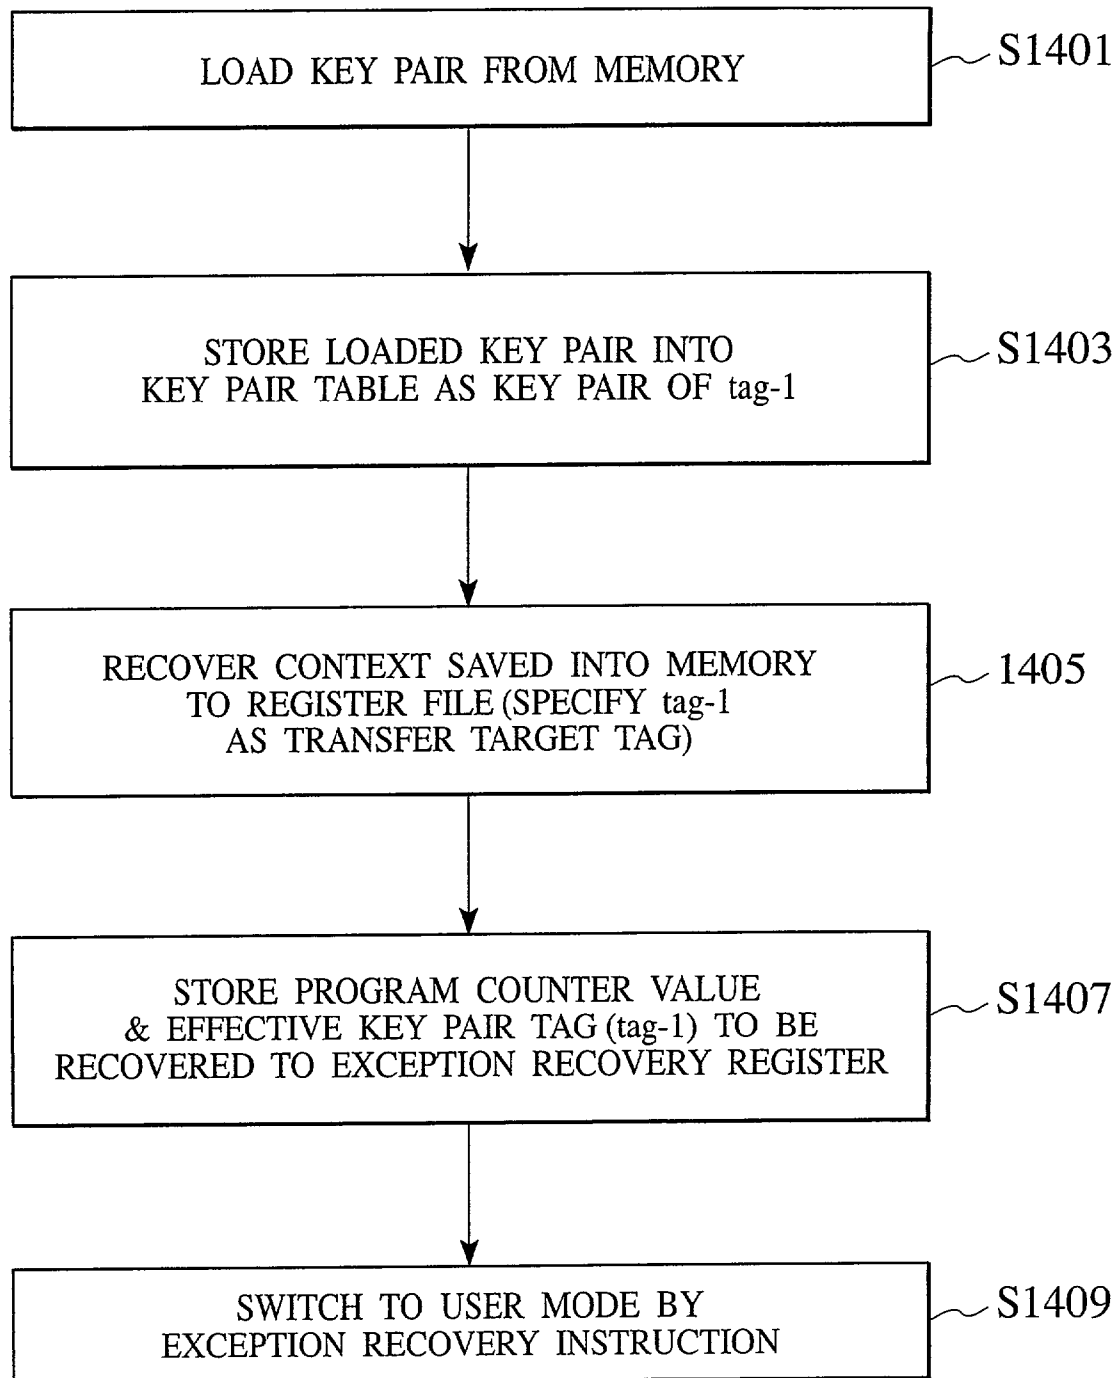 LOAD KEY PAIR FROM MEMORY
S1401
STORE LOADED KEY PAIR INTO
KEY PAIR TABLE AS KEY PAIR OF tag-1
S1403
RECOVER CONTEXT SAVED INTO MEMORY
TO REGISTER FILE (SPECIFY tag-1
AS TRANSFER TARGET TAG)
1405
STORE PROGRAM COUNTER VALUE
& EFFECTIVE KEY PAIR TAG (tag-1) TO BE
RECOVERED TO EXCEPTION RECOVERY REGISTER
S1407
SWITCH TO USER MODE BY
EXCEPTION RECOVERY INSTRUCTION
S1409